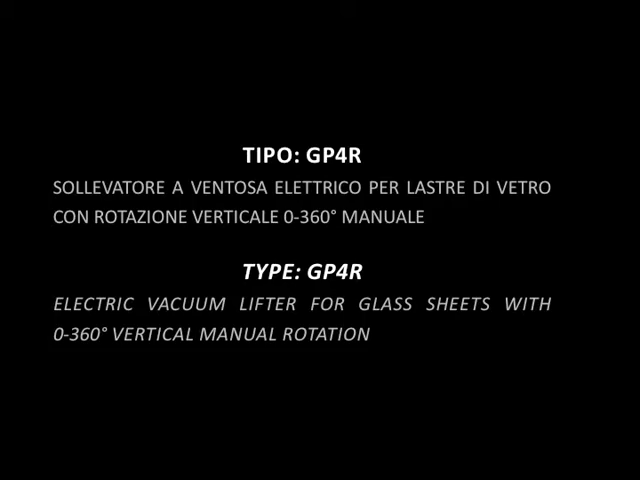 TIPO: GP4R
SOLLEVATORE A VENTOSA ELETTRICO PER LASTRE DI VETRO
CON ROTAZIONE VERTICALE 0-360° MANUALE
TYPE: GP4R
ELECTRIC VACUUM LIFTER FOR GLASS SHEETS WITH
0-360° VERTICAL MANUAL ROTATION